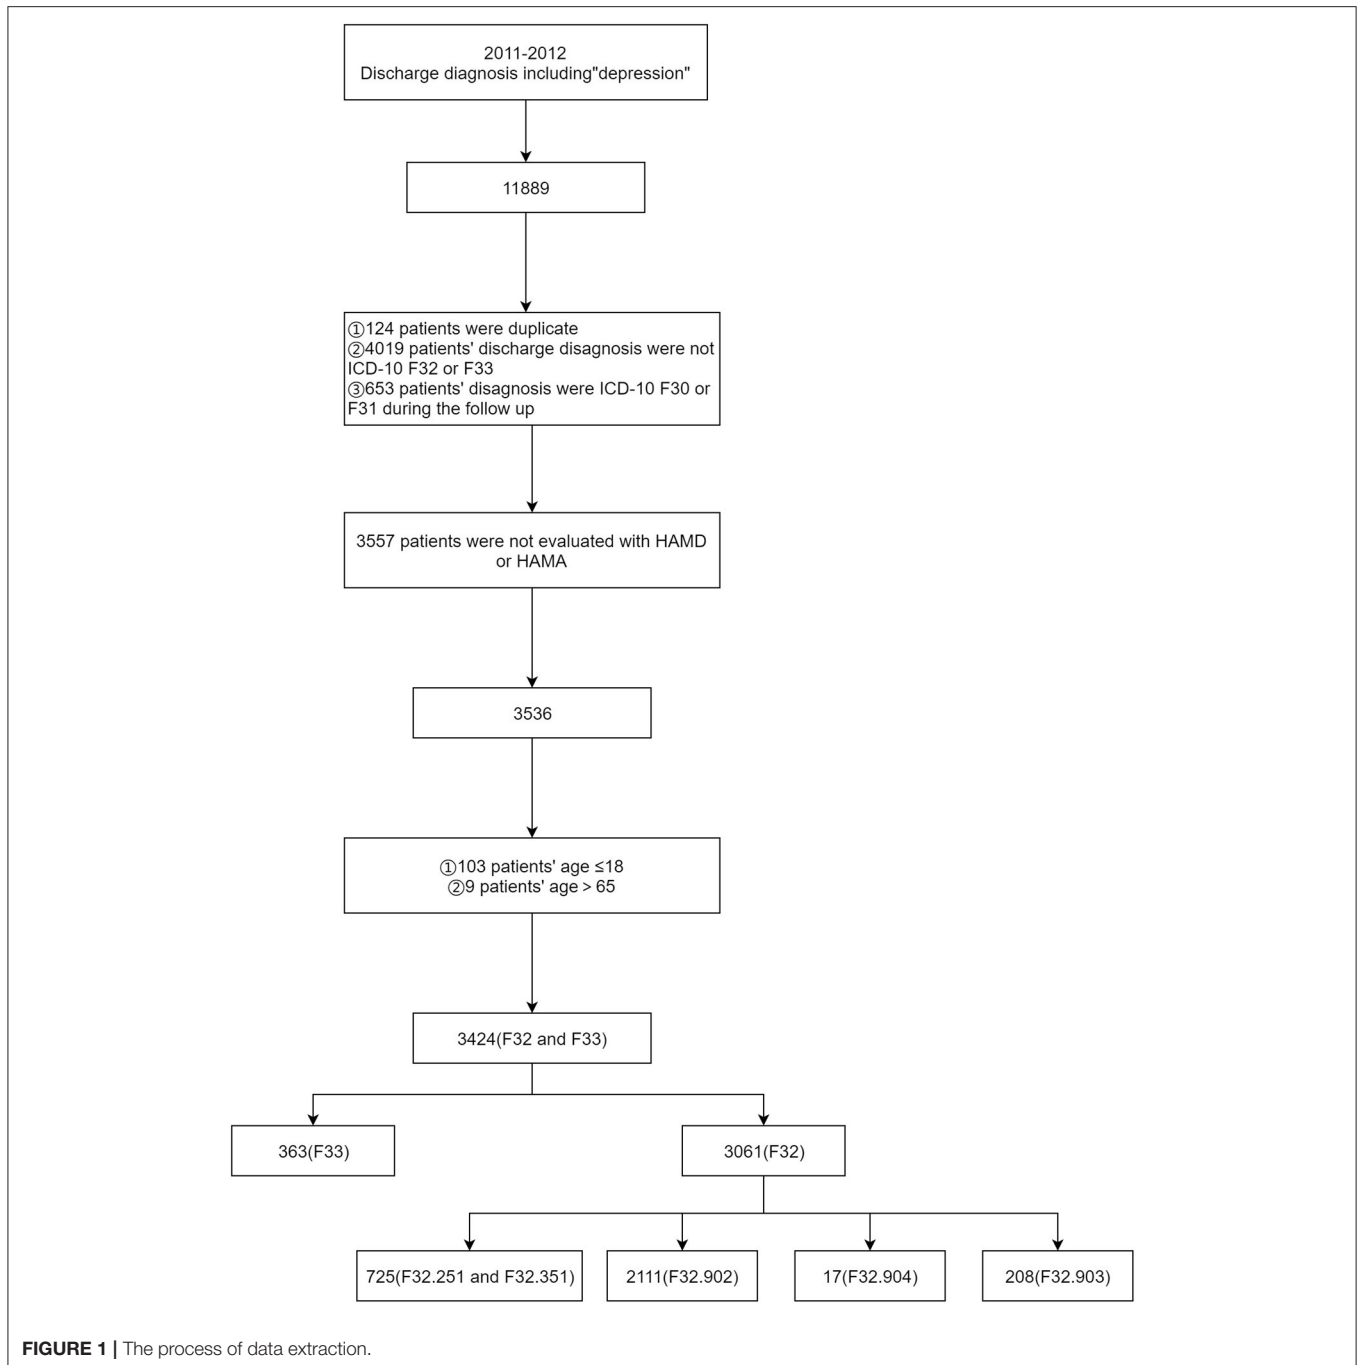 2011-2012
Discharge diagnosis including"depression"
11889
①124 patients were duplicate
②4019 patients' discharge disagnosis were not
ICD-10 F32 or F33
③653 patients' disagnosis were ICD-10 F30 or
F31 during the follow up
3557 patients were not evaluated with HAMD
or HAMA
3536
①103 patients' age ≤18
②9 patients' age > 65
3424(F32 and F33)
363(F33)
3061(F32)
725(F32.251 and F32.351)
2111(F32.902)
17(F32.904)
208(F32.903)
FIGURE 1 | The process of data extraction.